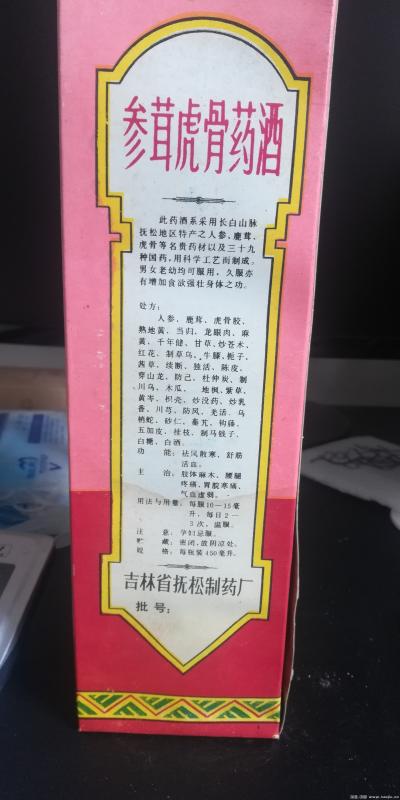 参茸虎骨药酒
此药酒系采用长白山脉
抚松地区特产之人参、鹿茸、
虎骨等名贵药材以及三十九
种国药，用科学工艺而制成。
男女老幼均可服用，久服亦
有增加食欲强壮身体之功。
处方：
人参、鹿茸、虎骨胶、
熟地黄、当归、龙眼肉、麻
黄、千年健、甘草、炒苍术、
红花、制草乌、牛膝、栀子、
茜草、续断、独活、陈皮、
穿山龙、防己、杜仲炭、制
川乌、木瓜、地枫、紫草、
黄芩、枳壳、炒没药、炒乳
香、川芎、防风、羌活、乌
梢蛇、砂仁、秦艽、钩藤、
五加皮、桂枝、制马钱子、
白糖、白酒。
功能：祛风散寒、舒筋
活血。
主治：肢体麻木、腰腿
疼痛、胃脘寒痛、
气血虚弱。
用法与用量：每服10—15毫
升，每日2—
3次，温服。
注意：孕妇忌服。
贮藏：密闭、放阴凉处。
规格：每瓶装450毫升。
吉林省抚松制药厂
批号：